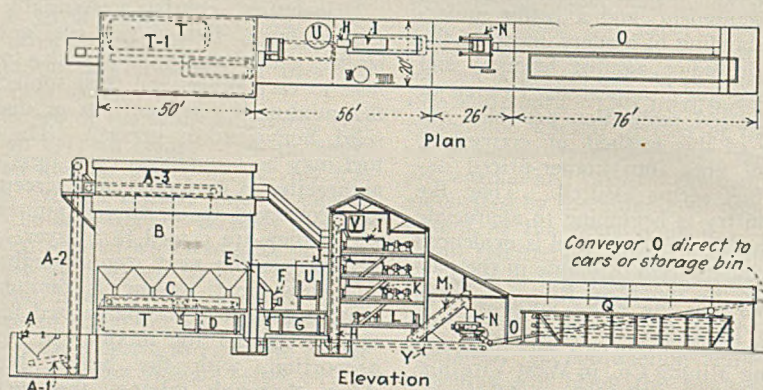 T
T-1
U
H
I
N
O
20'
50'
56'
26'
76'
Plan
A-3
A-2
B
E
C
F
U
V
I
K
M
L
N
T
D
G
H
O
Q
A
A-1
Y
Conveyor O direct to
cars or storage bin
Elevation